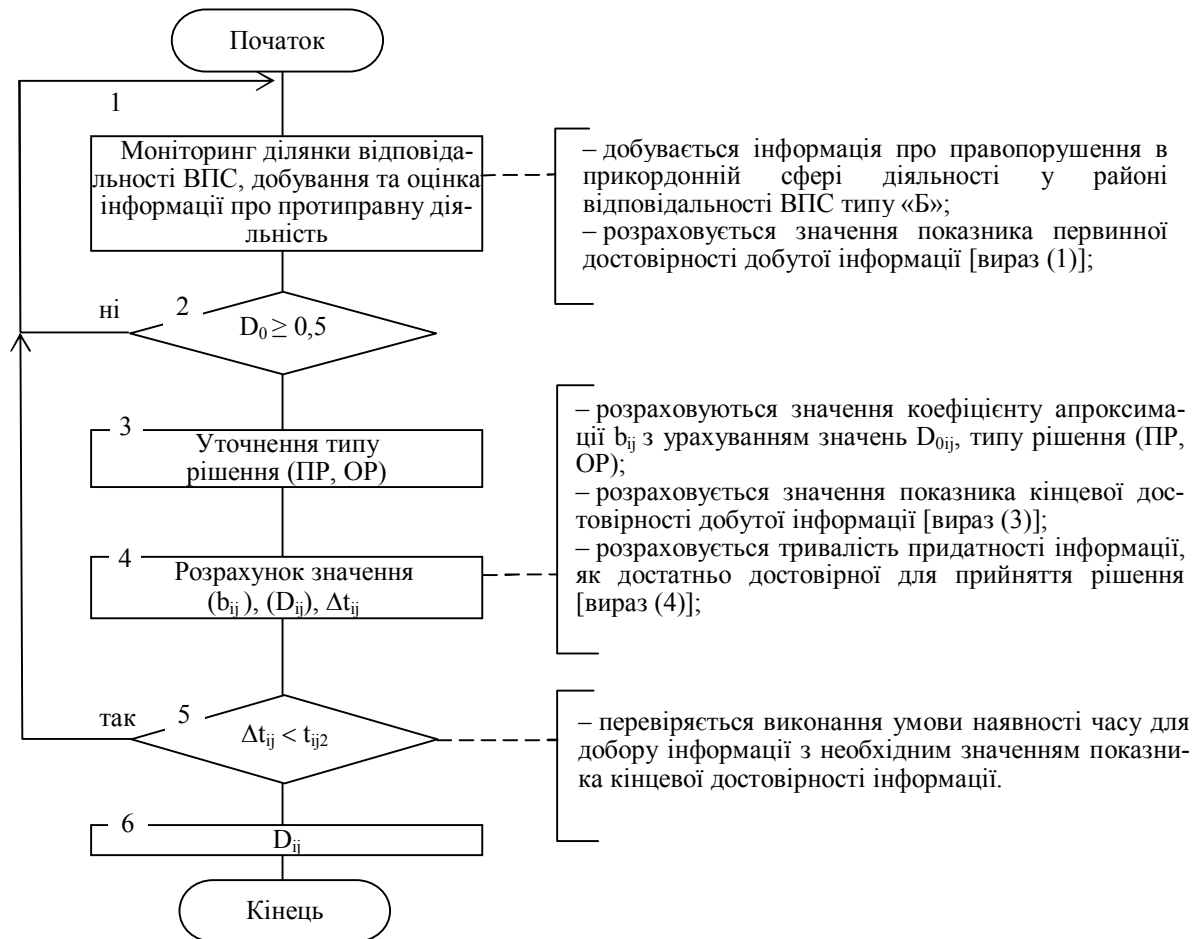 Початок
1
Моніторинг ділянки відповіда-
льності ВПС, добування та оцінка
інформації про протиправну дія-
льність
– добувається інформація про правопорушення в
прикордонній сфері діяльності у районі
відповідальності ВПС типу «Б»;
– розраховується значення показника первинної
достовірності добутої інформації [вираз (1)];
ні
2
D₀ ≥ 0,5
3
Уточнення типу
рішення (ПР, ОР)
– розраховуються значення коефіцієнту апроксима-
ції bᵢⱼ з урахуванням значень D₀ᵢⱼ, типу рішення (ПР,
ОР);
– розраховується значення показника кінцевої дос-
товірності добутої інформації [вираз (3)];
– розраховується тривалість придатності інформації,
як достатньо достовірної для прийняття рішення
[вираз (4)];
4
Розрахунок значення
(bᵢⱼ ), (Dᵢⱼ), Δtᵢⱼ
так
5
Δtᵢⱼ < tᵢⱼ₂
– перевіряється виконання умови наявності часу для
добору інформації з необхідним значенням показни-
ка кінцевої достовірності інформації.
6
Dᵢⱼ
Кінець